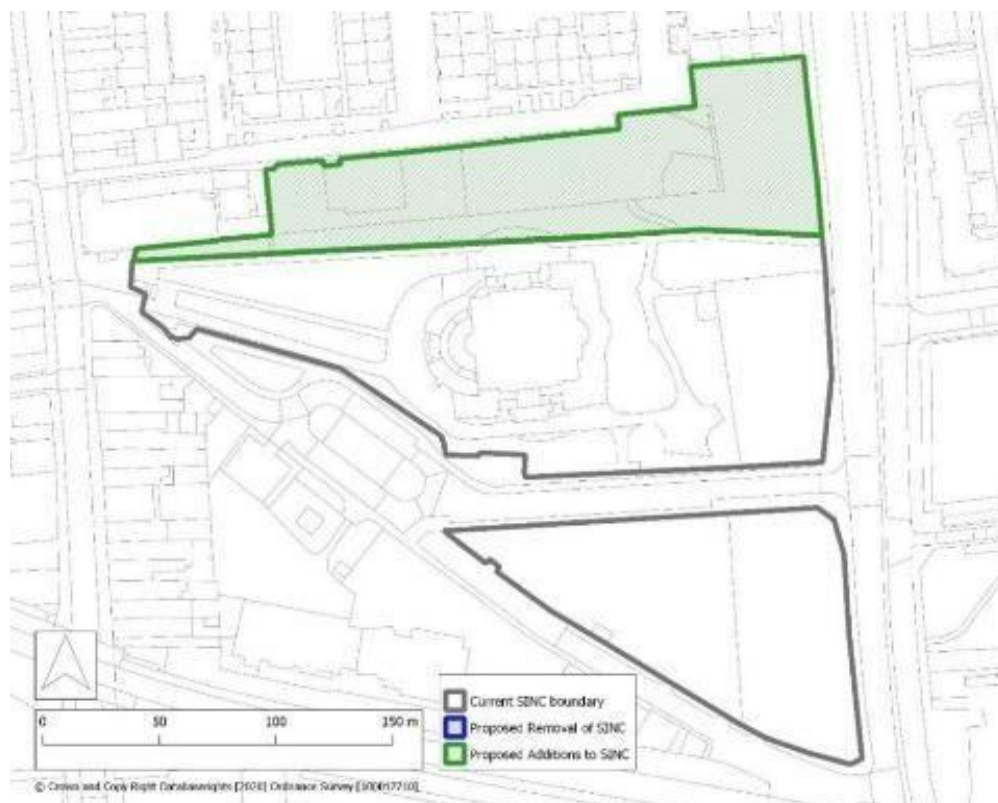 0 50 100 150 m
Current SINC boundary
Proposed Removal of SINC
Proposed Additions to SINC
© Crown and Copy Right Databaserights [2020] Ordnance Survey